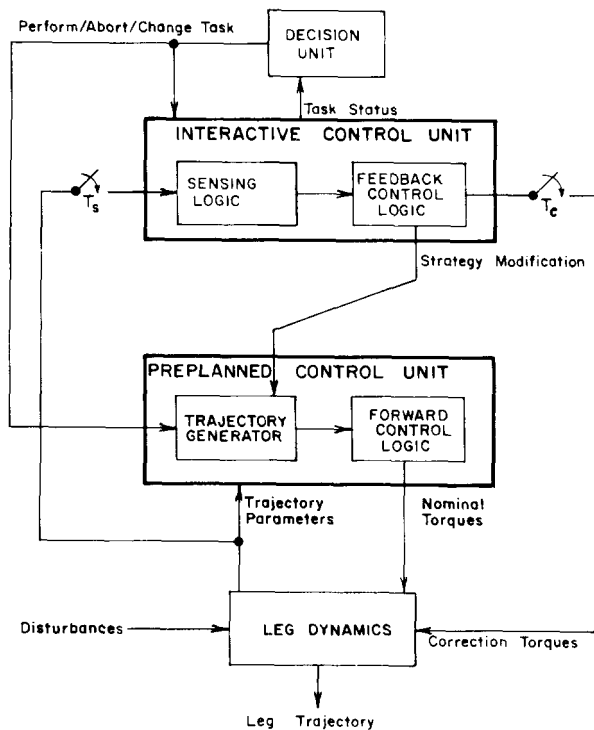 Perform/Abort/Change Task
DECISION
UNIT
Task Status
INTERACTIVE CONTROL UNIT
SENSING
LOGIC
FEEDBACK
CONTROL
LOGIC
Ts
Tc
Strategy Modification
PREPLANNED CONTROL UNIT
TRAJECTORY
GENERATOR
FORWARD
CONTROL
LOGIC
Trajectory
Parameters
Nominal
Torques
Disturbances
LEG DYNAMICS
Correction Torques
Leg Trajectory